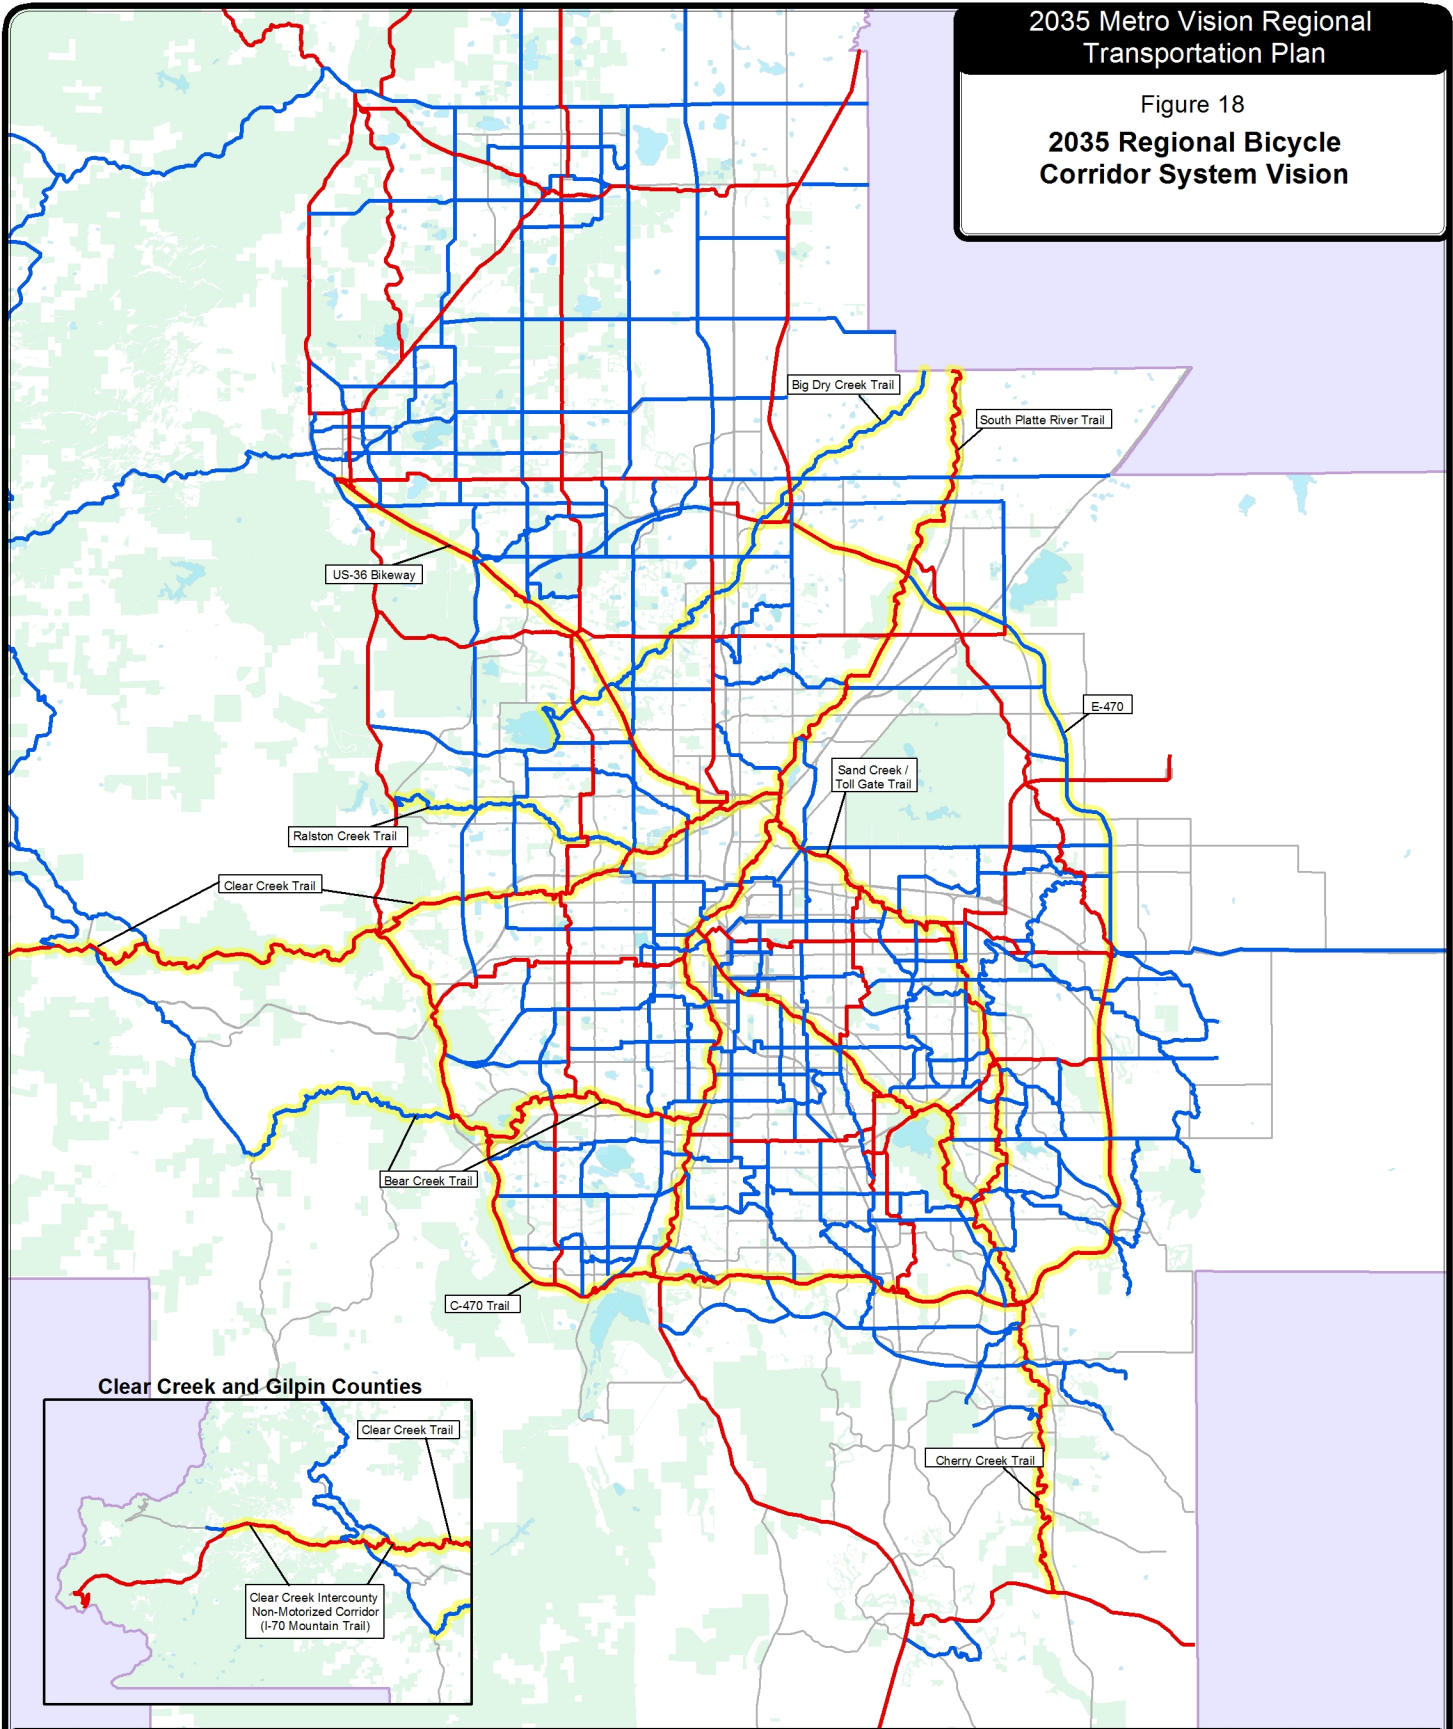 2035 Metro Vision Regional
Transportation Plan
Figure 18
2035 Regional Bicycle
Corridor System Vision
Big Dry Creek Trail
South Platte River Trail
US-36 Bikeway
E-470
Sand Creek /
Toll Gate Trail
Ralston Creek Trail
Clear Creek Trail
Bear Creek Trail
C-470 Trail
Clear Creek and Gilpin Counties
Clear Creek Trail
Cherry Creek Trail
Clear Creek Intercounty
Non-Motorized Corridor
(I-70 Mountain Trail)